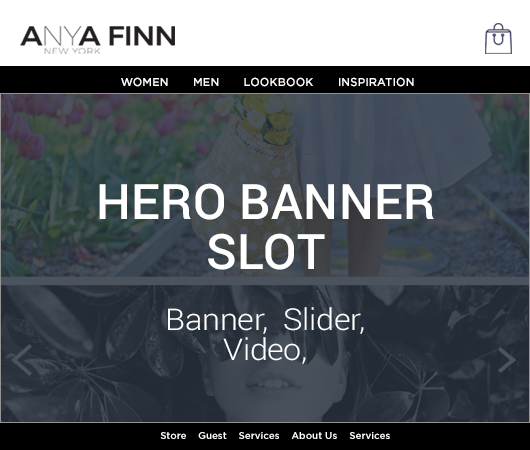 ANYA FINN
NEW YORK
WOMEN MEN LOOKBOOK INSPIRATION
HERO BANNER
SLOT
Banner, Slider,
Video,
Store Guest Services About Us Services